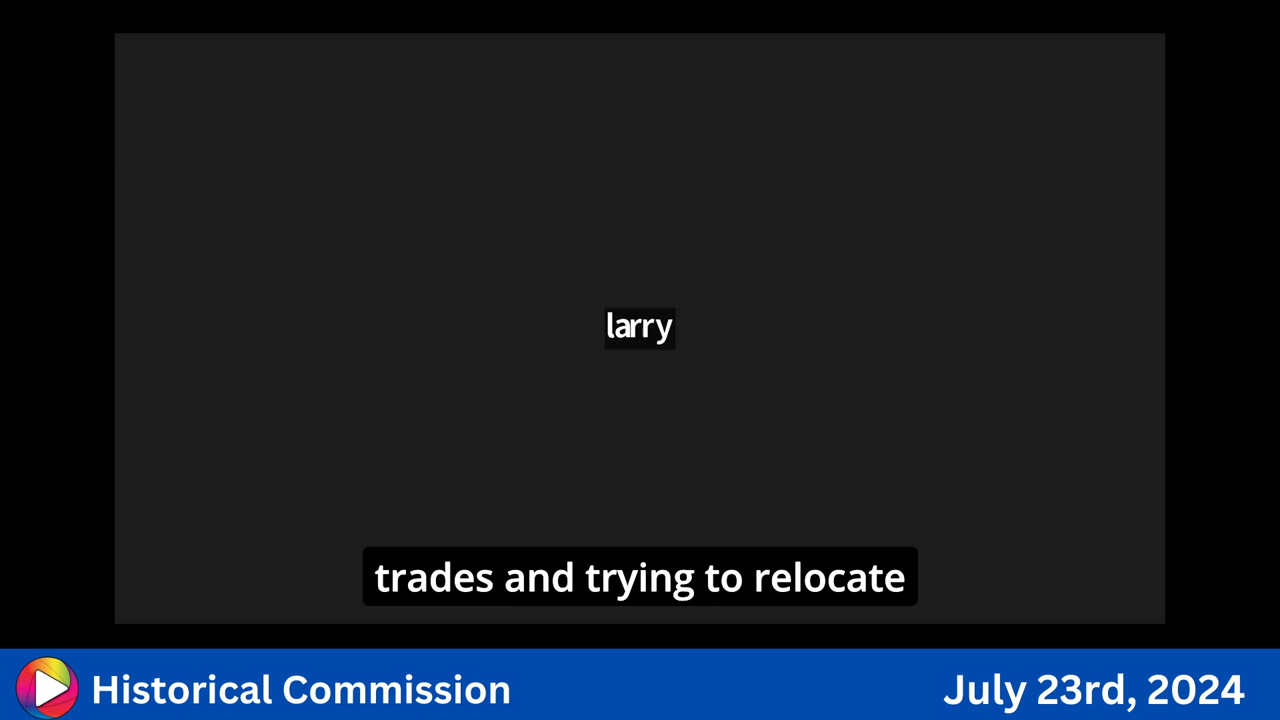 larry
trades and trying to relocate
Historical Commission
July 23rd, 2024